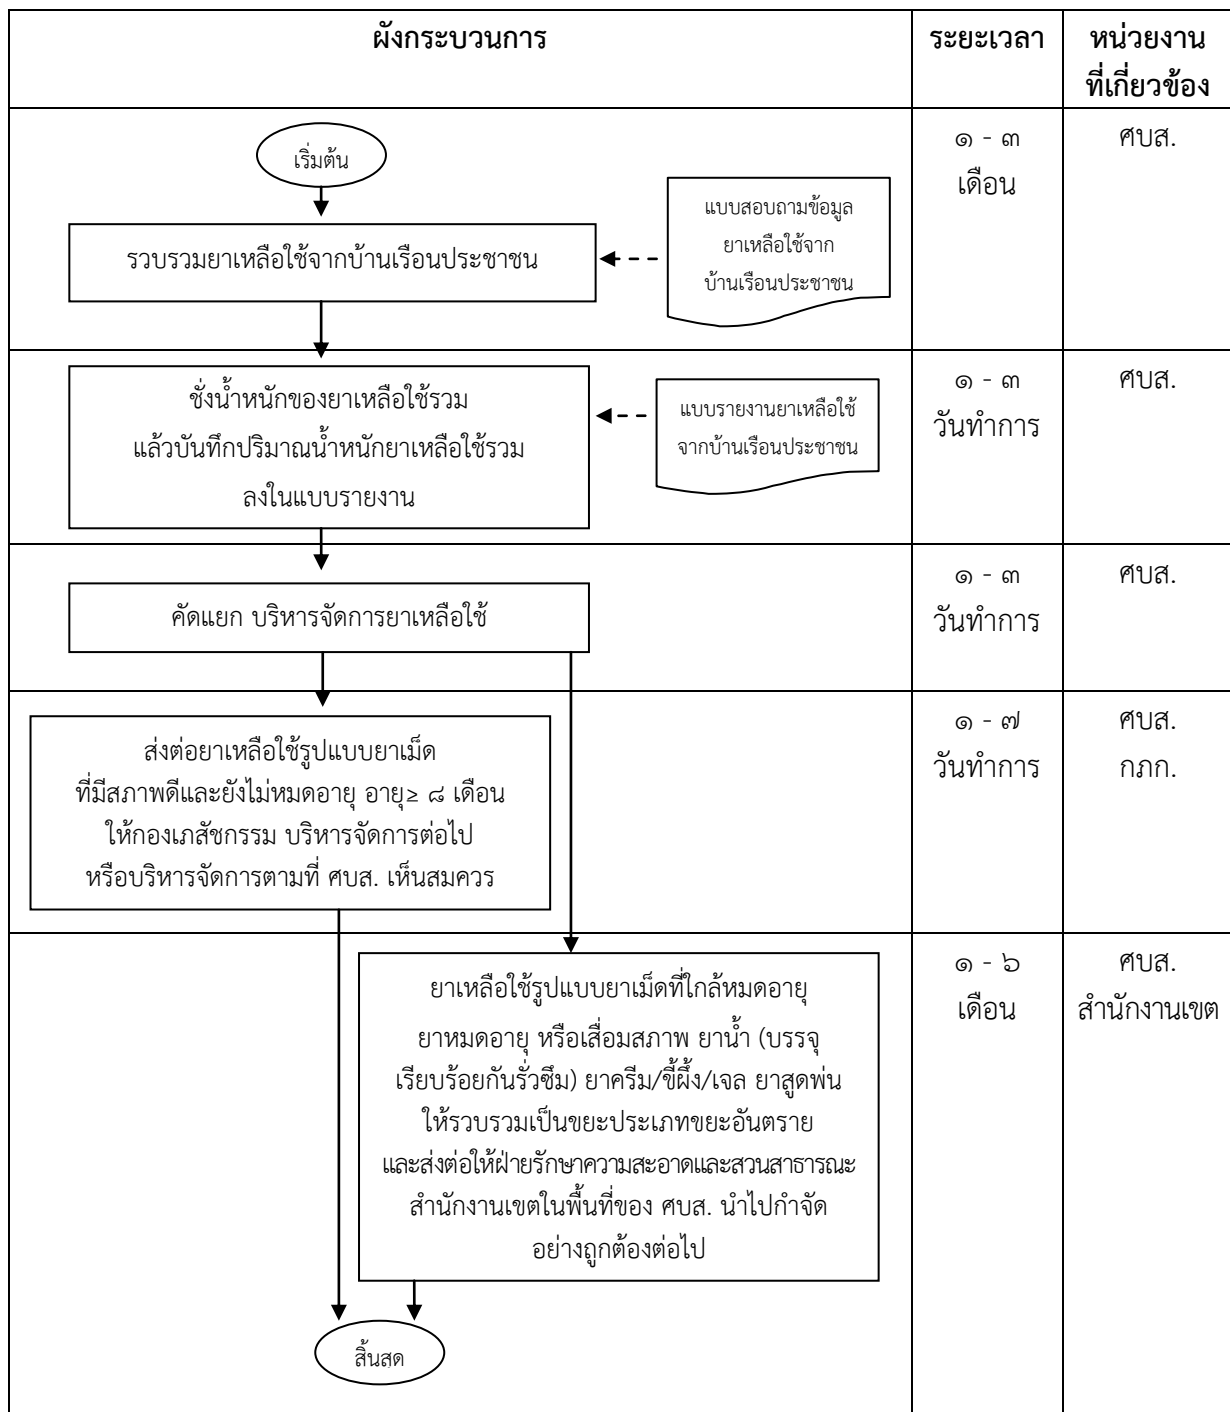 ผังกระบวนการ
ระยะเวลา
หน่วยงาน
ที่เกี่ยวข้อง
เริ่มต้น
รวบรวมยาเหลือใช้จากบ้านเรือนประชาชน
แบบสอบถามข้อมูล
ยาเหลือใช้จาก
บ้านเรือนประชาชน
๑ - ๓
เดือน
ศบส.
ชั่งน้ำหนักของยาเหลือใช้รวม
แล้วบันทึกปริมาณน้ำหนักยาเหลือใช้รวม
ลงในแบบรายงาน
แบบรายงานยาเหลือใช้
จากบ้านเรือนประชาชน
๑ - ๓
วันทำการ
ศบส.
คัดแยก บริหารจัดการยาเหลือใช้
๑ - ๓
วันทำการ
ศบส.
ส่งต่อยาเหลือใช้รูปแบบยาเม็ด
ที่มีสภาพดีและยังไม่หมดอายุ อายุ≥ ๘ เดือน
ให้กองเภสัชกรรม บริหารจัดการต่อไป
หรือบริหารจัดการตามที่ ศบส. เห็นสมควร
๑ - ๗
วันทำการ
ศบส.
กภก.
ยาเหลือใช้รูปแบบยาเม็ดที่ใกล้หมดอายุ
ยาหมดอายุ หรือเสื่อมสภาพ ยาน้ำ (บรรจุ
เรียบร้อยกันรั่วซึม) ยาครีม/ขี้ผึ้ง/เจล ยาสูดพ่น
ให้รวบรวมเป็นขยะประเภทขยะอันตราย
และส่งต่อให้ฝ่ายรักษาความสะอาดและสวนสาธารณะ
สำนักงานเขตในพื้นที่ของ ศบส. นำไปกำจัด
อย่างถูกต้องต่อไป
๑ - ๖
เดือน
ศบส.
สำนักงานเขต
สิ้นสุด